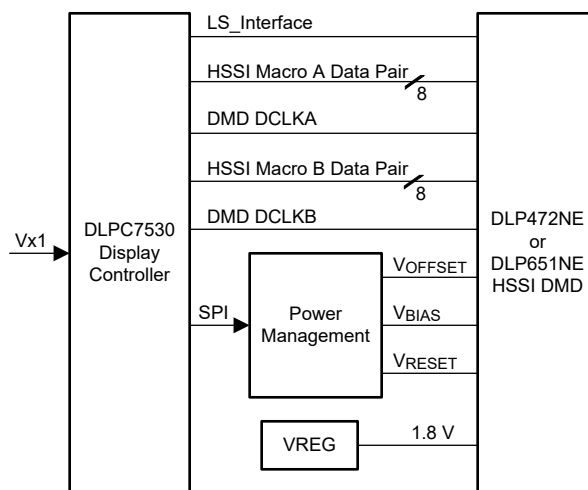 LS_Interface
HSSI Macro A Data Pair
8
DMD DCLKA
HSSI Macro B Data Pair
8
DMD DCLKB
Vx1
DLPC7530
Display
Controller
SPI
Power
Management
VOFFSET
VBIAS
VRESET
VREG
1.8 V
DLP472NE
or
DLP651NE
HSSI DMD